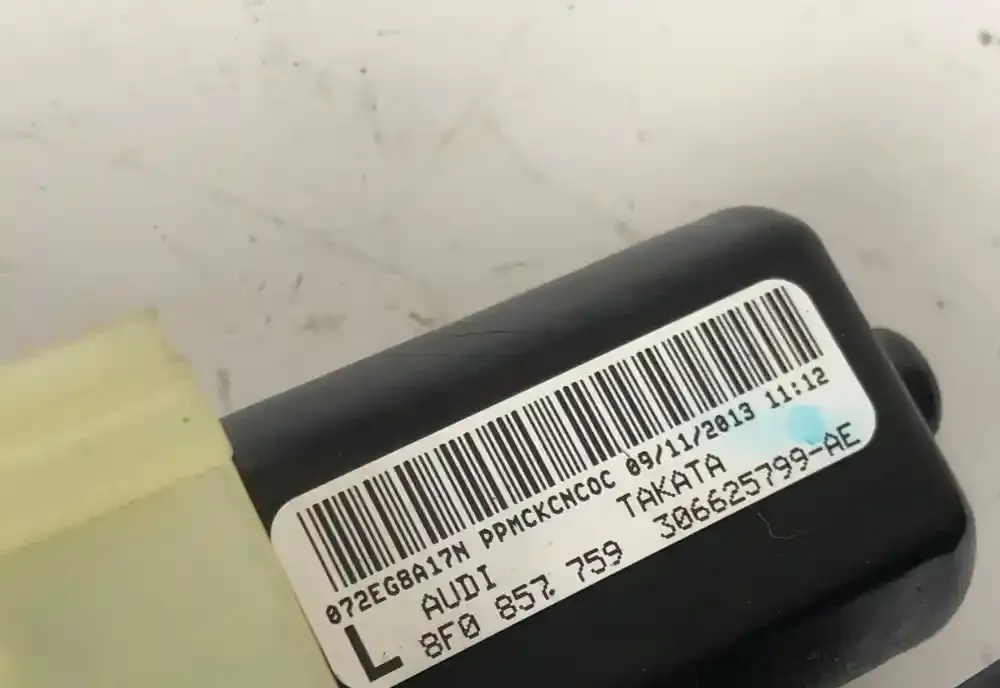 072EG8A17N PPMCKCNCOC 09/11/2013 11:12
AUDI TAKATA
L 8F0 857 759 306625799-AE